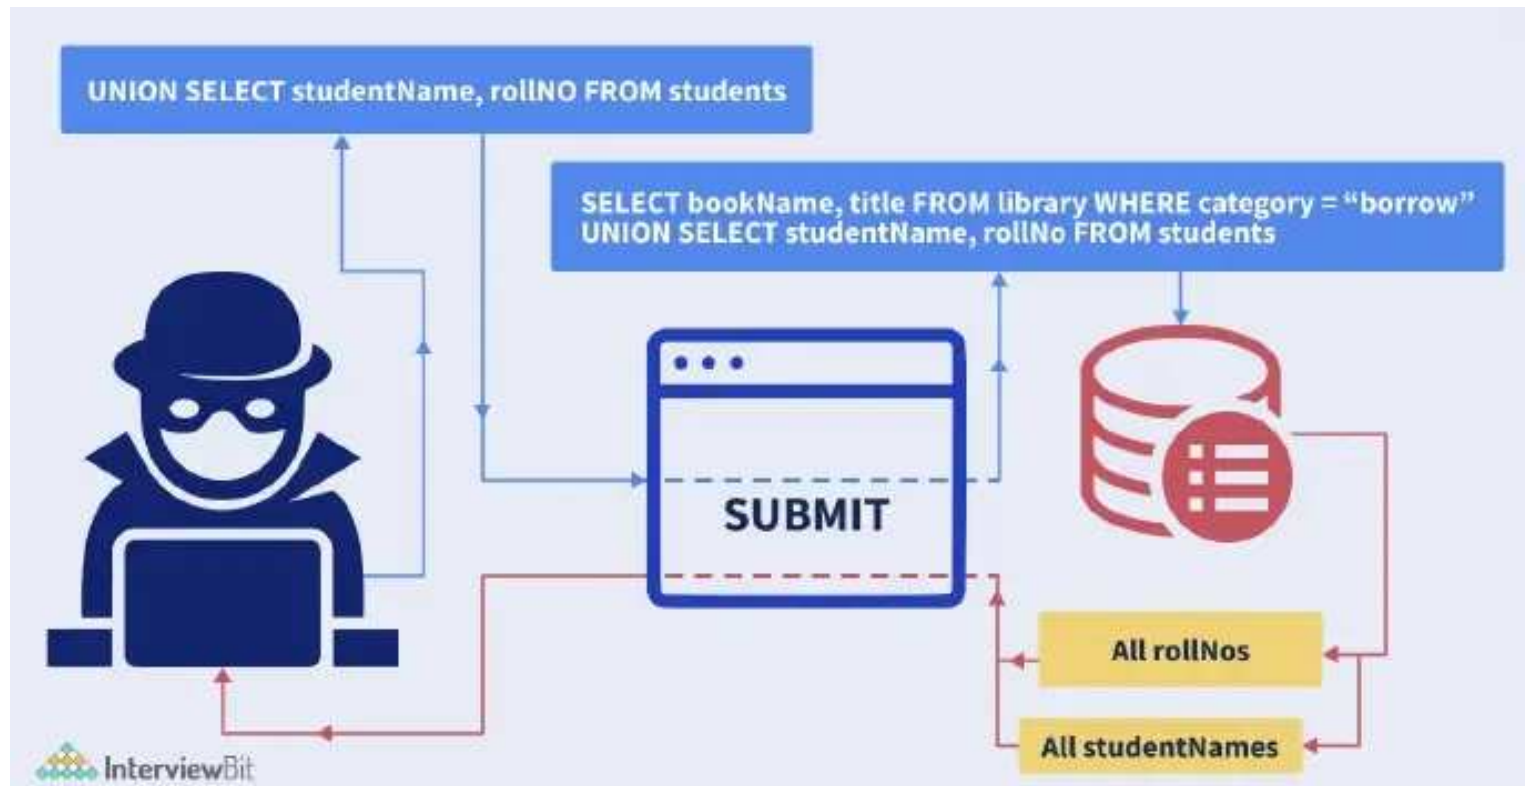 UNION SELECT studentName, rollNO FROM students
SELECT bookName, title FROM library WHERE category = “borrow”
UNION SELECT studentName, rollNo FROM students
SUBMIT
All rollNos
All studentNames
InterviewBit